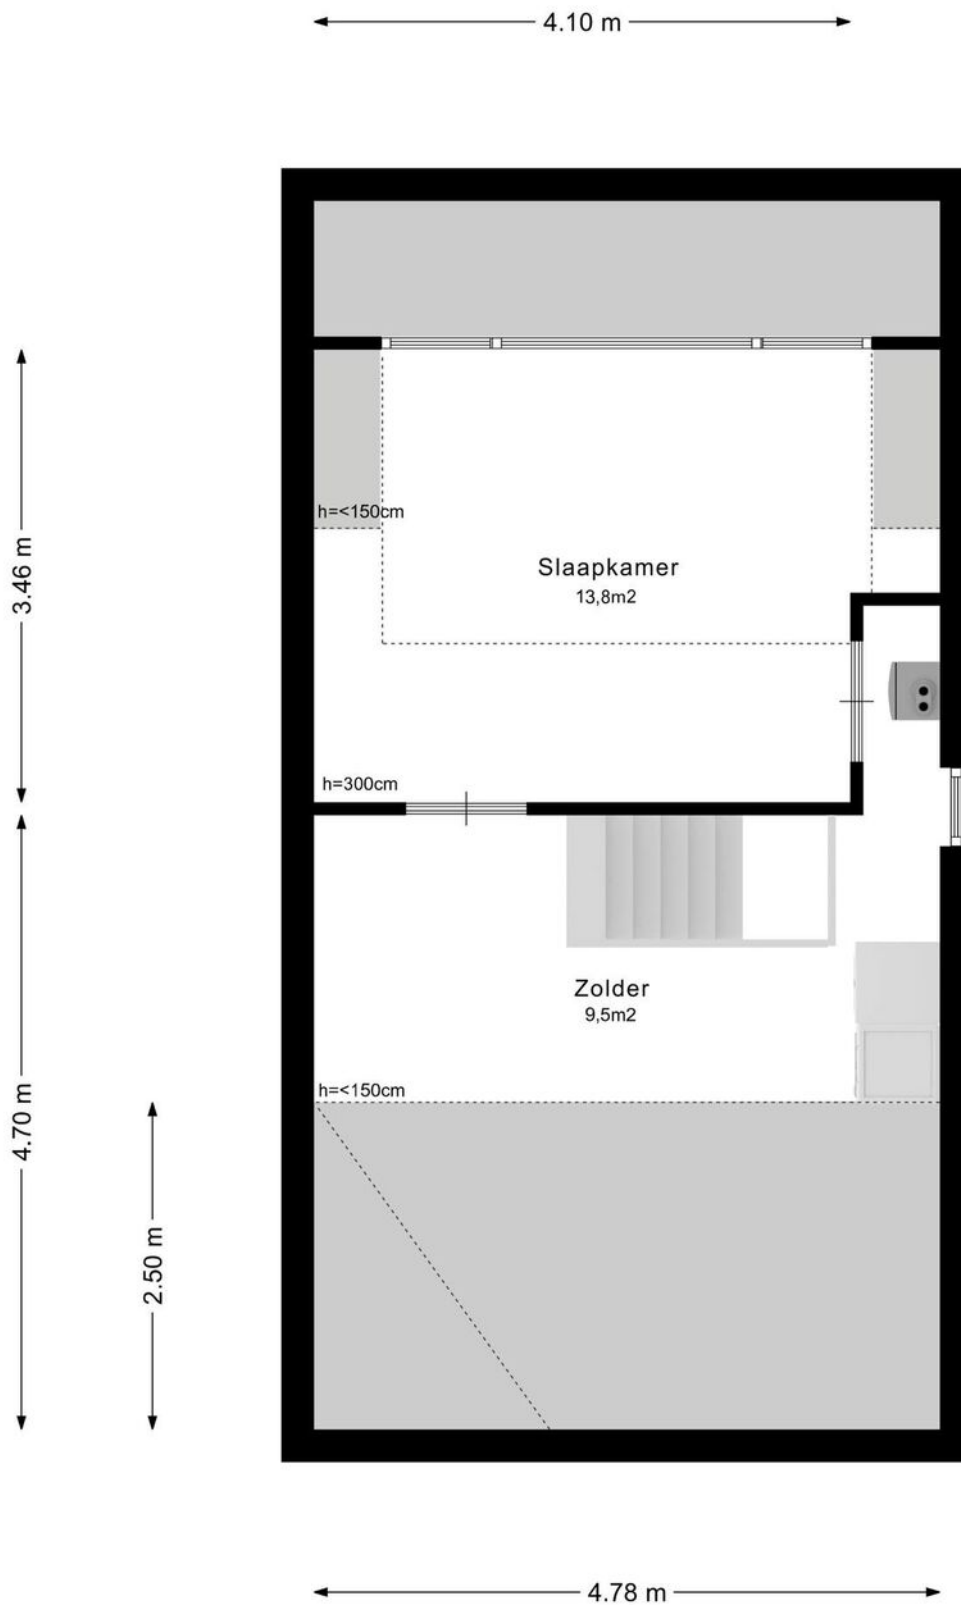 4.10 m
h=<150cm
3.46 m
Slaapkamer
13,8m2
h=300cm
Zolder
9,5m2
h=<150cm
4.70 m
2.50 m
4.78 m